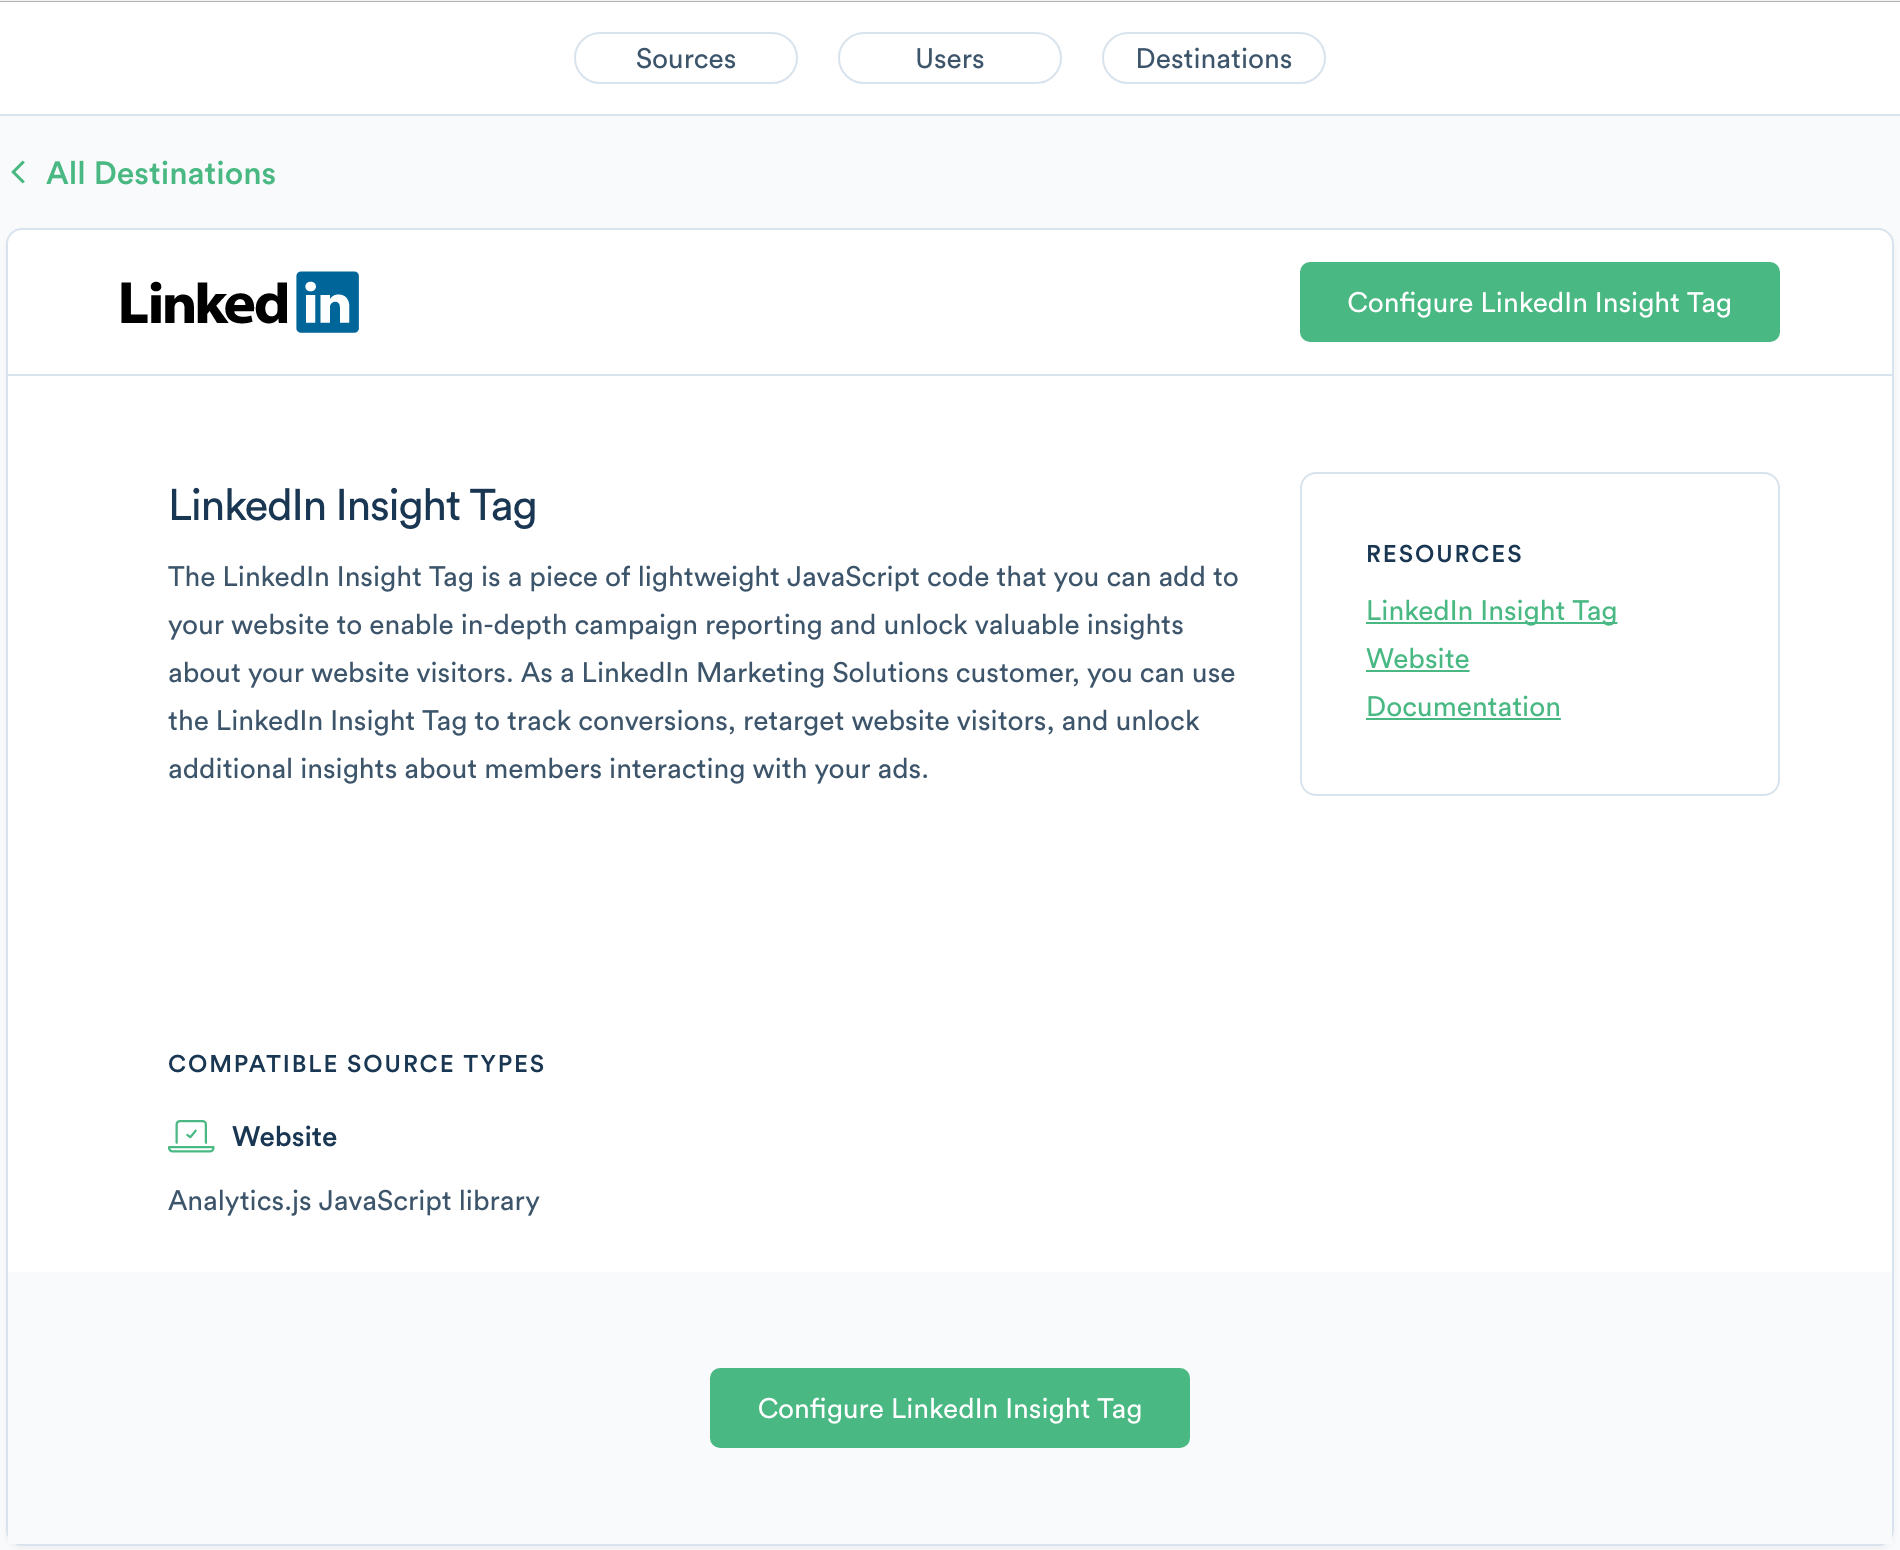 Sources Users Destinations
All Destinations
Linked in
Configure LinkedIn Insight Tag
LinkedIn Insight Tag
The LinkedIn Insight Tag is a piece of lightweight JavaScript code that you can add to
your website to enable in-depth campaign reporting and unlock valuable insights
about your website visitors. As a LinkedIn Marketing Solutions customer, you can use
the LinkedIn Insight Tag to track conversions, retarget website visitors, and unlock
additional insights about members interacting with your ads.
RESOURCES
LinkedIn Insight Tag
Website
Documentation
COMPATIBLE SOURCE TYPES
Website
Analytics.js JavaScript library
Configure LinkedIn Insight Tag